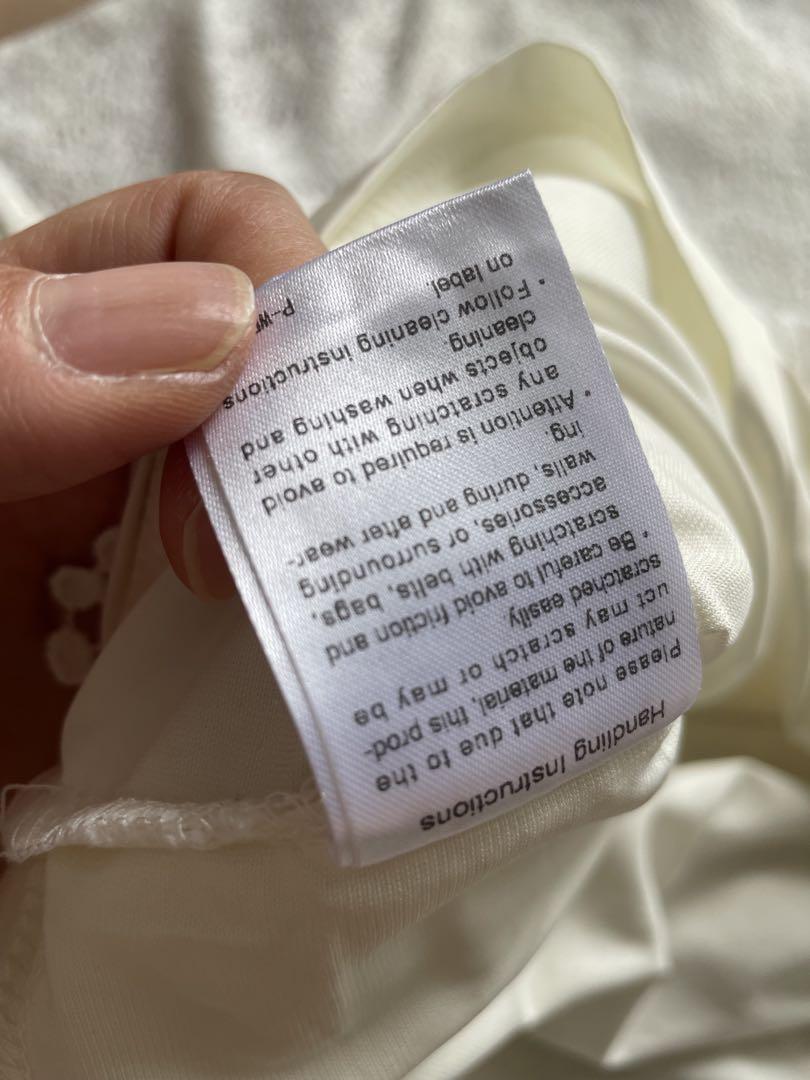 Handling Instructions
Please note that due to the
nature of the material, this prod-
uct may scratch or may be
scratched easily.
• Be careful to avoid friction and
scratching with belts, bags,
accessories, or surrounding
walls, during and after wear-
ing.
• Attention is required to avoid
any scratching with other
objects when washing and
cleaning.
• Follow cleaning instructions
on label.